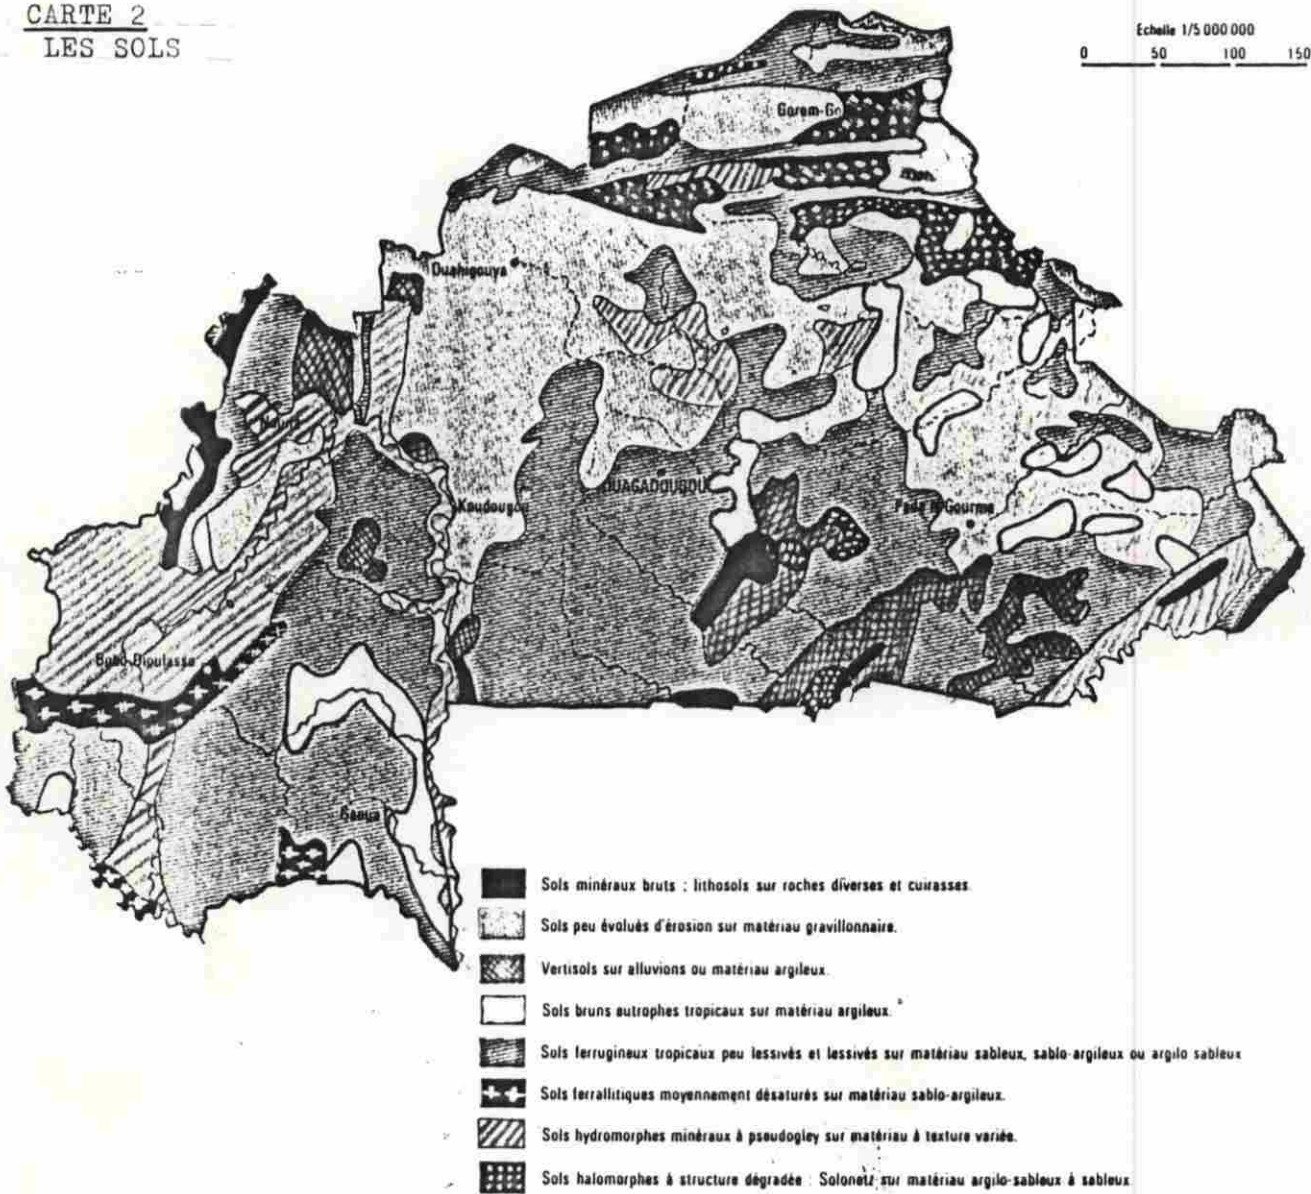 CARTE 2
LES SOLS
Echelle 1/5 000 000
0 50 100 150
Gorom-Go
Ouahigouya
OUAGADOUGOU
Koudougou
Fada N Gourma
Bobo-Dioulasso
Gaoua
Sols minéraux bruts : lithosols sur roches diverses et cuirasses.
Sols peu évolués d'érosion sur matériau gravillonnaire.
Vertisols sur alluvions ou matériau argileux.
Sols bruns eutrophes tropicaux sur matériau argileux.
Sols ferrugineux tropicaux peu lessivés et lessivés sur matériau sableux, sablo-argileux ou argilo sableux
Sols ferrallitiques moyennement désaturés sur matériau sablo-argileux.
Sols hydromorphes minéraux à pseudogley sur matériau à texture variée.
Sols halomorphes à structure dégradée : Solonetz sur matériau argilo-sableux à sableux